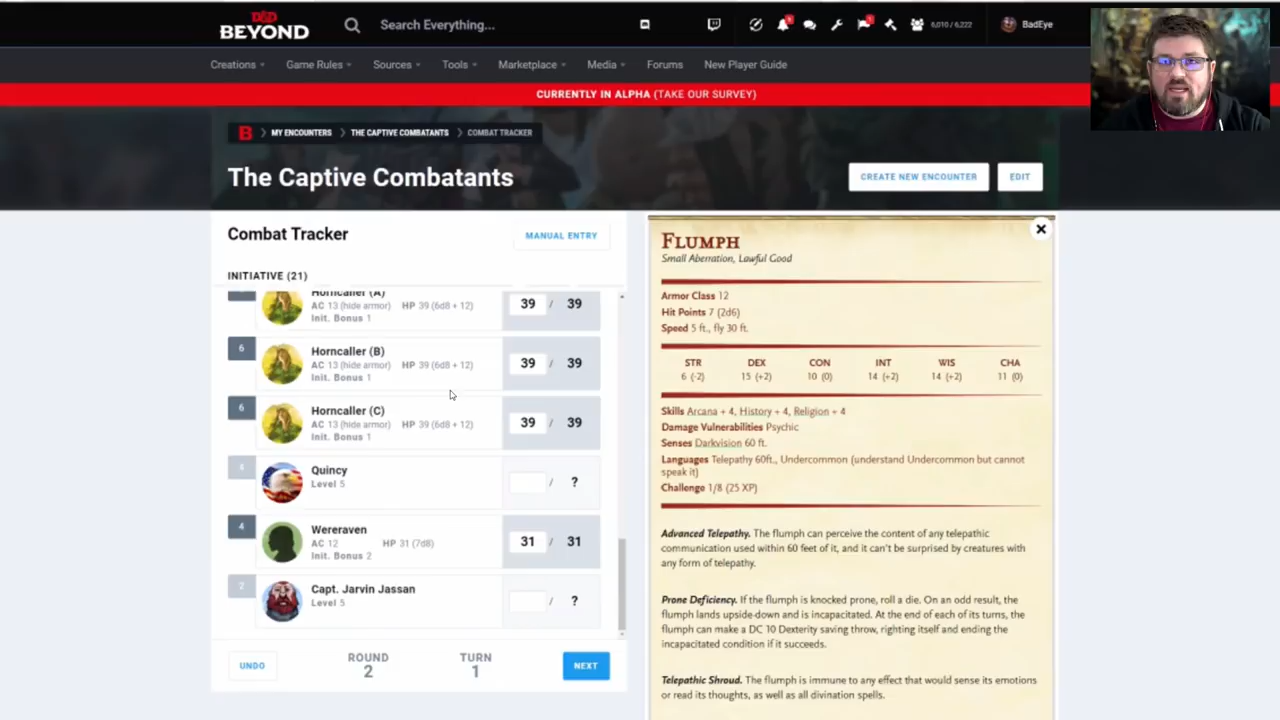 D&D
BEYOND
Search Everything...
6,010 / 6,222
BadEye
Creations
Game Rules
Sources
Tools
Marketplace
Media
Forums
New Player Guide
CURRENTLY IN ALPHA (TAKE OUR SURVEY)
B
MY ENCOUNTERS
THE CAPTIVE COMBATANTS
COMBAT TRACKER
The Captive Combatants
CREATE NEW ENCOUNTER
EDIT
Combat Tracker
MANUAL ENTRY
INITIATIVE (21)
Horncaller (A)
AC 13 (hide armor) HP 39 (6d8 + 12)
Init. Bonus 1
39 / 39
6
Horncaller (B)
AC 13 (hide armor) HP 39 (6d8 + 12)
Init. Bonus 1
39 / 39
6
Horncaller (C)
AC 13 (hide armor) HP 39 (6d8 + 12)
Init. Bonus 1
39 / 39
Quincy
Level 5
/ ?
4
Wereraven
AC 12 HP 31 (7d8)
Init. Bonus 2
31 / 31
2
Capt. Jarvin Jassan
Level 5
/ ?
UNDO
ROUND
2
TURN
1
NEXT
FLUMPH
Small Aberration, Lawful Good
Armor Class 12
Hit Points 7 (2d6)
Speed 5 ft., fly 30 ft.
STR DEX CON INT WIS CHA
6 (-2) 15 (+2) 10 (0) 14 (+2) 14 (+2) 11 (0)
Skills Arcana + 4, History + 4, Religion + 4
Damage Vulnerabilities Psychic
Senses Darkvision 60 ft.
Languages Telepathy 60ft., Undercommon (understand Undercommon but cannot
speak it)
Challenge 1/8 (25 XP)
Advanced Telepathy. The flumph can perceive the content of any telepathic
communication used within 60 feet of it, and it can't be surprised by creatures with
any form of telepathy.
Prone Deficiency. If the flumph is knocked prone, roll a die. On an odd result, the
flumph lands upside-down and is incapacitated. At the end of each of its turns, the
flumph can make a DC 10 Dexterity saving throw, righting itself and ending the
incapacitated condition if it succeeds.
Telepathic Shroud. The flumph is immune to any effect that would sense its emotions
or read its thoughts, as well as all divination spells.